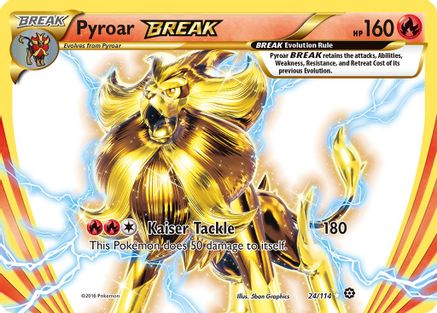 BREAK
Pyroar BREAK
HP 160
Evolves from Pyroar
BREAK Evolution Rule
Pyroar BREAK retains the attacks, Abilities,
Weakness, Resistance, and Retreat Cost of its
previous Evolution.
Kaiser Tackle 180
This Pokémon does 50 damage to itself.
©2016 Pokémon
Illus. 5ban Graphics
24/114